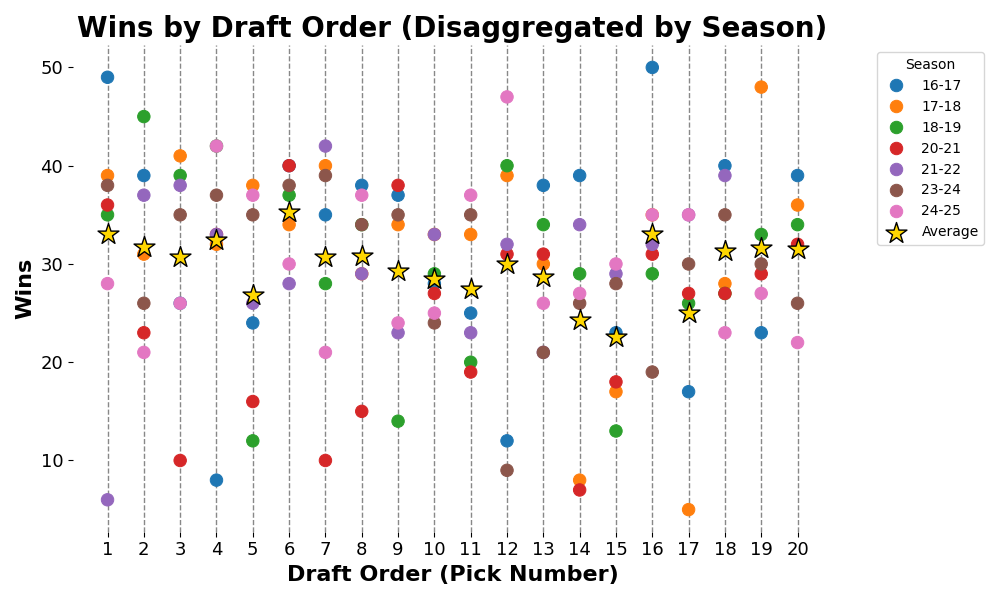 Wins by Draft Order (Disaggregated by Season)
Season
16-17
17-18
18-19
20-21
21-22
23-24
24-25
Average
Wins
50
40
30
20
10
1 2 3 4 5 6 7 8 9 10 11 12 13 14 15 16 17 18 19 20
Draft Order (Pick Number)